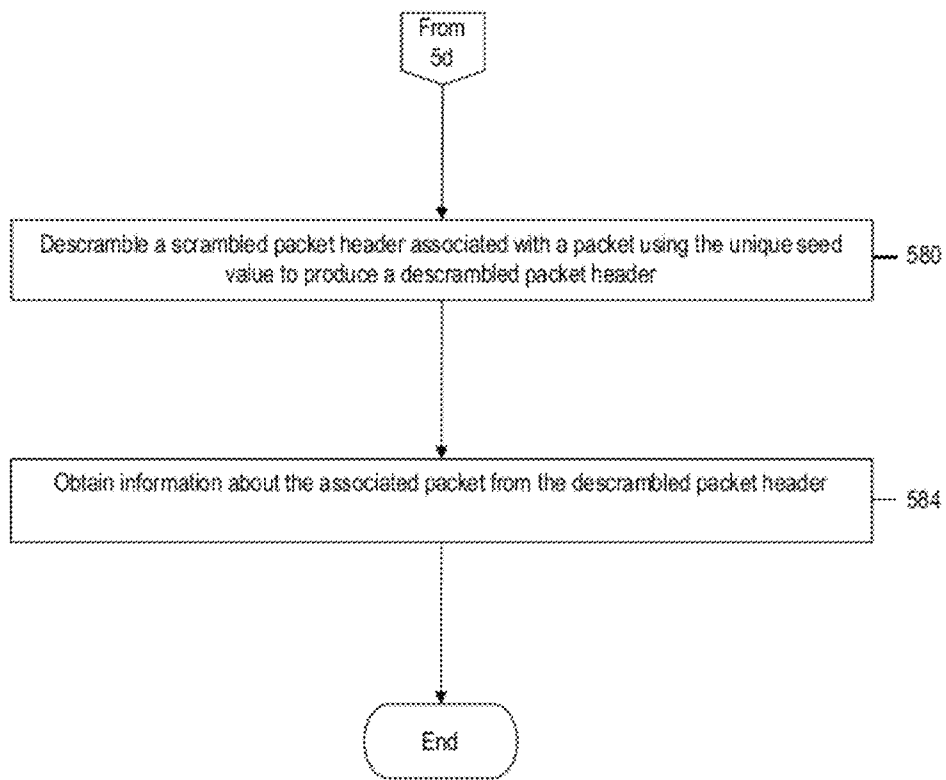 From
5d
Descramble a scrambled packet header associated with a packet using the unique seed
value to produce a descrambled packet header
580
Obtain information about the associated packet from the descrambled packet header
584
End